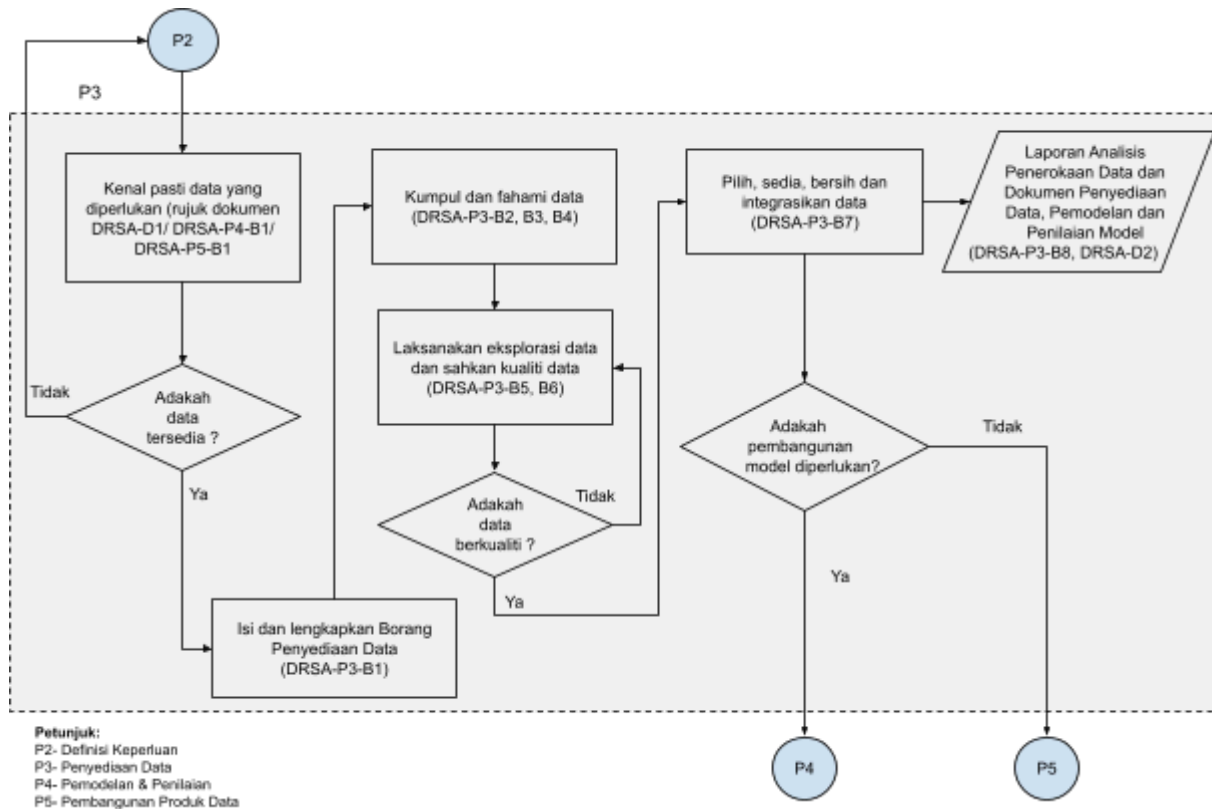 P2
P3
Kenal pasti data yang
diperlukan (rujuk dokumen
DRSA-D1/ DRSA-P4-B1/
DRSA-P5-B1
Adakah
data
tersedia ?
Tidak
Ya
Isi dan lengkapkan Borang
Penyediaan Data
(DRSA-P3-B1)
Kumpul dan fahami data
(DRSA-P3-B2, B3, B4)
Laksanakan eksplorasi data
dan sahkan kualiti data
(DRSA-P3-B5, B6)
Adakah
data
berkualiti ?
Tidak
Ya
Pilih, sedia, bersih dan
integrasikan data
(DRSA-P3-B7)
Laporan Analisis
Penerokaan Data dan
Dokumen Penyediaan
Data, Pemodelan dan
Penilaian Model
(DRSA-P3-B8, DRSA-D2)
Adakah
pembangunan
model diperlukan?
Tidak
Ya
P4
P5
Petunjuk:
P2- Definisi Keperluan
P3- Penyediaan Data
P4- Pemodelan & Penilaian
P5- Pembangunan Produk Data